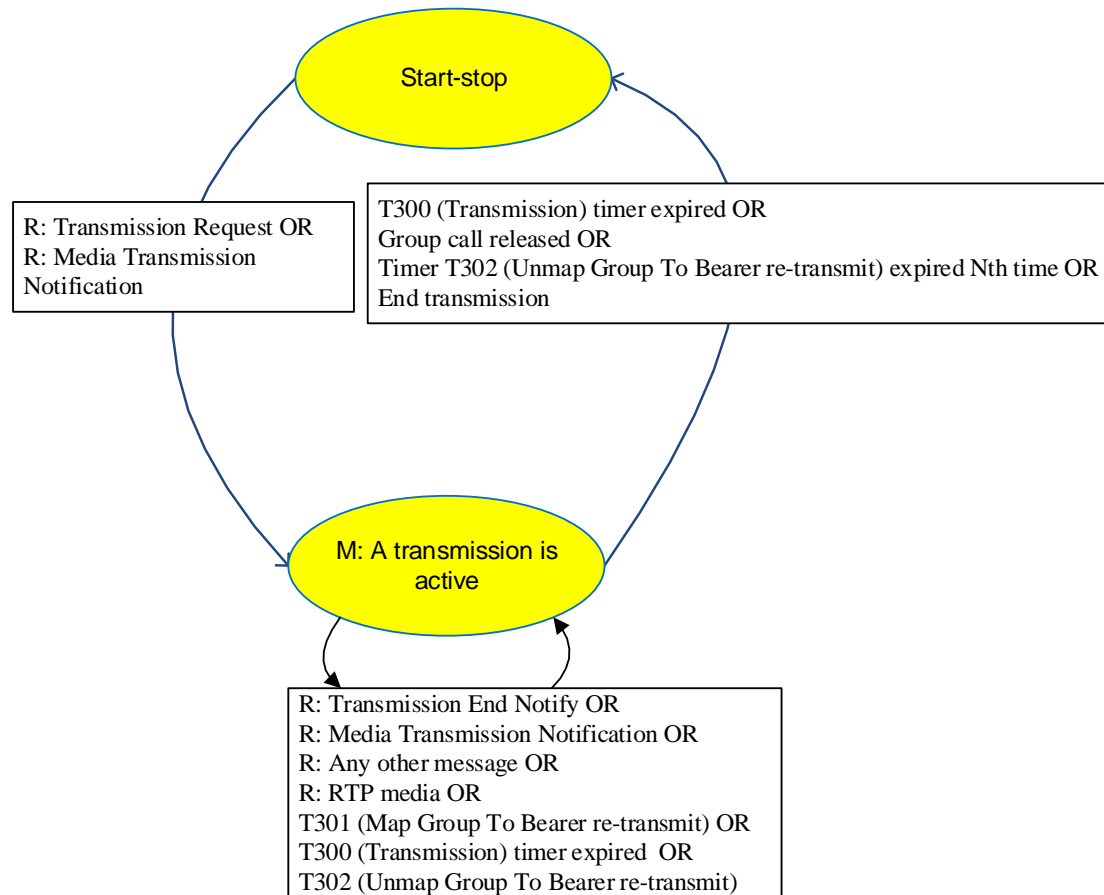 Start-stop
R: Transmission Request OR
R: Media Transmission
Notification
T300 (Transmission) timer expired OR
Group call released OR
Timer T302 (Unmap Group To Bearer re-transmit) expired Nth time OR
End transmission
M: A transmission is
active
R: Transmission End Notify OR
R: Media Transmission Notification OR
R: Any other message OR
R: RTP media OR
T301 (Map Group To Bearer re-transmit) OR
T300 (Transmission) timer expired  OR
T302 (Unmap Group To Bearer re-transmit)